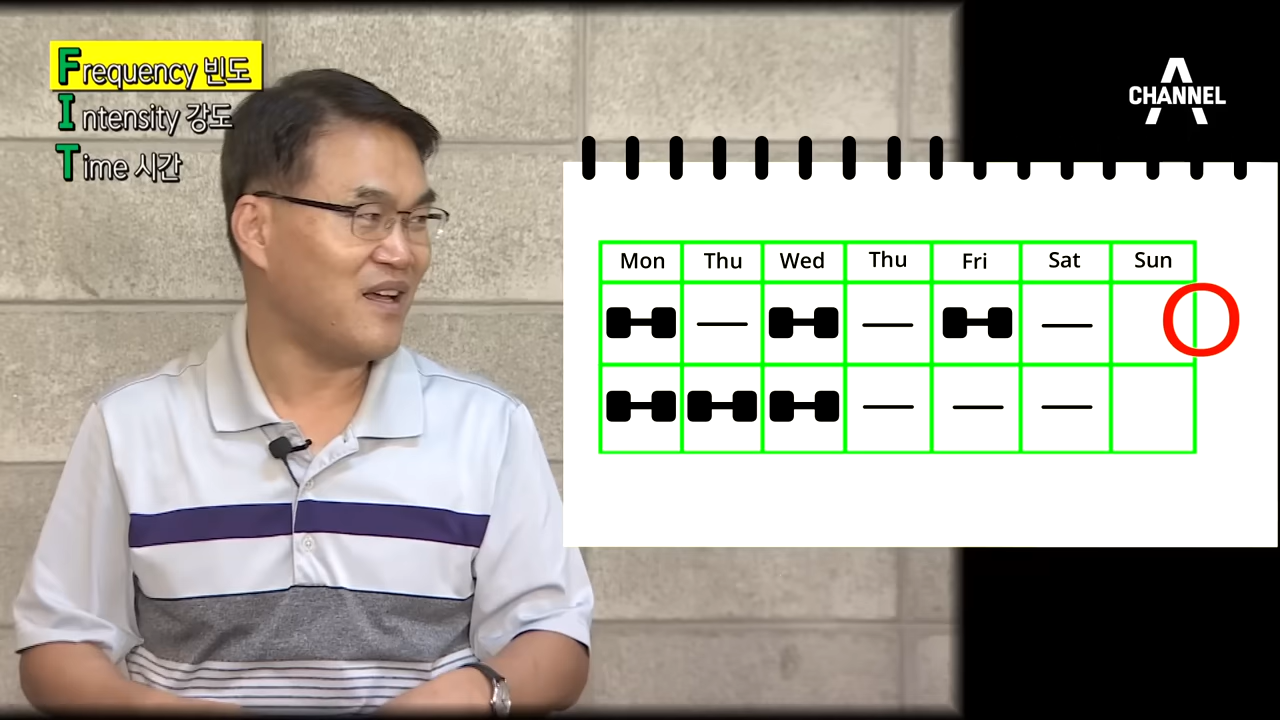 Frequency 빈도
Intensity 강도
Time 시간
A
CHANNEL
Mon Thu Wed Thu Fri Sat Sun
O